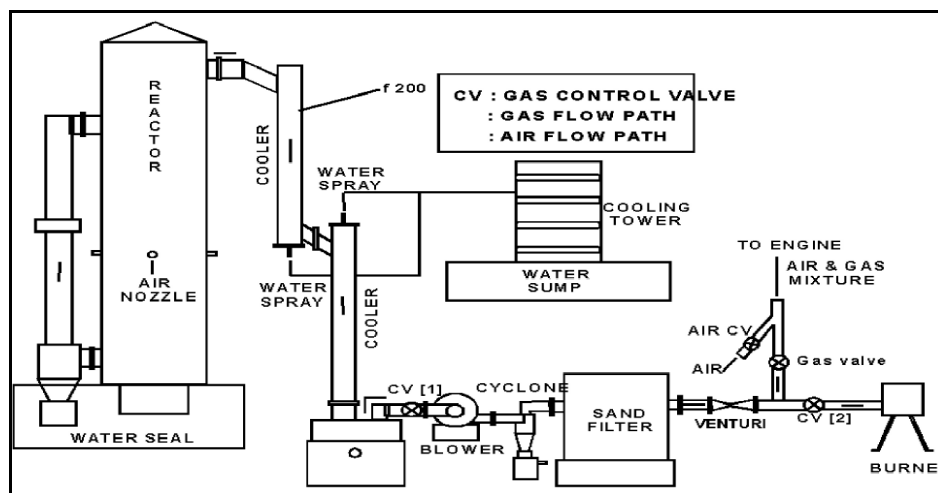 REACTOR
f 200
CV : GAS CONTROL VALVE
: GAS FLOW PATH
: AIR FLOW PATH
COOLER
WATER
SPRAY
COOLING
TOWER
WATER
SUMP
AIR
NOZZLE
WATER
SPRAY
COOLER
TO ENGINE
AIR & GAS
MIXTURE
AIR CV
AIR
Gas valve
CV [1]
CYCLONE
BLOWER
SAND
FILTER
VENTURI
CV [2]
BURNE
WATER SEAL